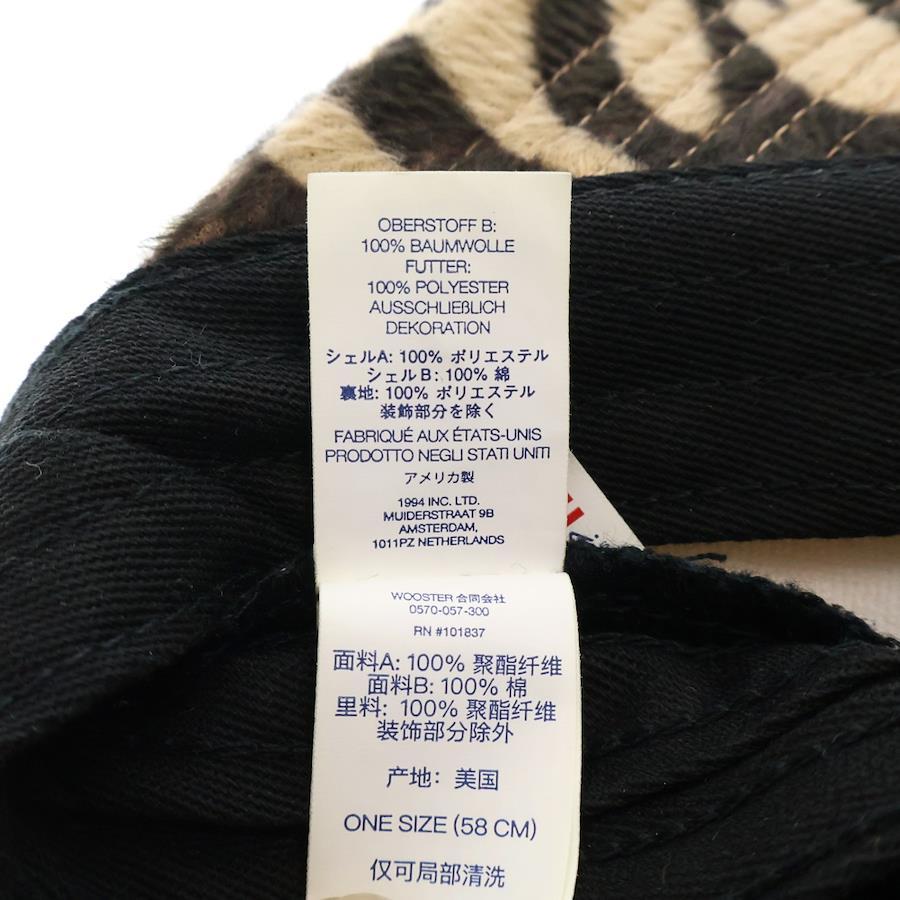 OBERSTOFF B:
100% BAUMWOLLE
FUTTER:
100% POLYESTER
AUSSCHLIEßLICH
DEKORATION
シェルA: 100% ポリエステル
シェルB: 100% 綿
裏地: 100% ポリエステル
装飾部分を除く
FABRIQUÉ AUX ÉTATS-UNIS
PRODOTTO NEGLI STATI UNITI
アメリカ製
1994 INC. LTD.
MUIDERSTRAAT 9B
AMSTERDAM,
1011PZ NETHERLANDS
WOOSTER 合同会社
0570-057-300
RN #101837
面料A: 100% 聚酯纤维
面料B: 100% 棉
里料: 100% 聚酯纤维
装饰部分除外
产地: 美国
ONE SIZE (58 CM)
仅可局部清洗